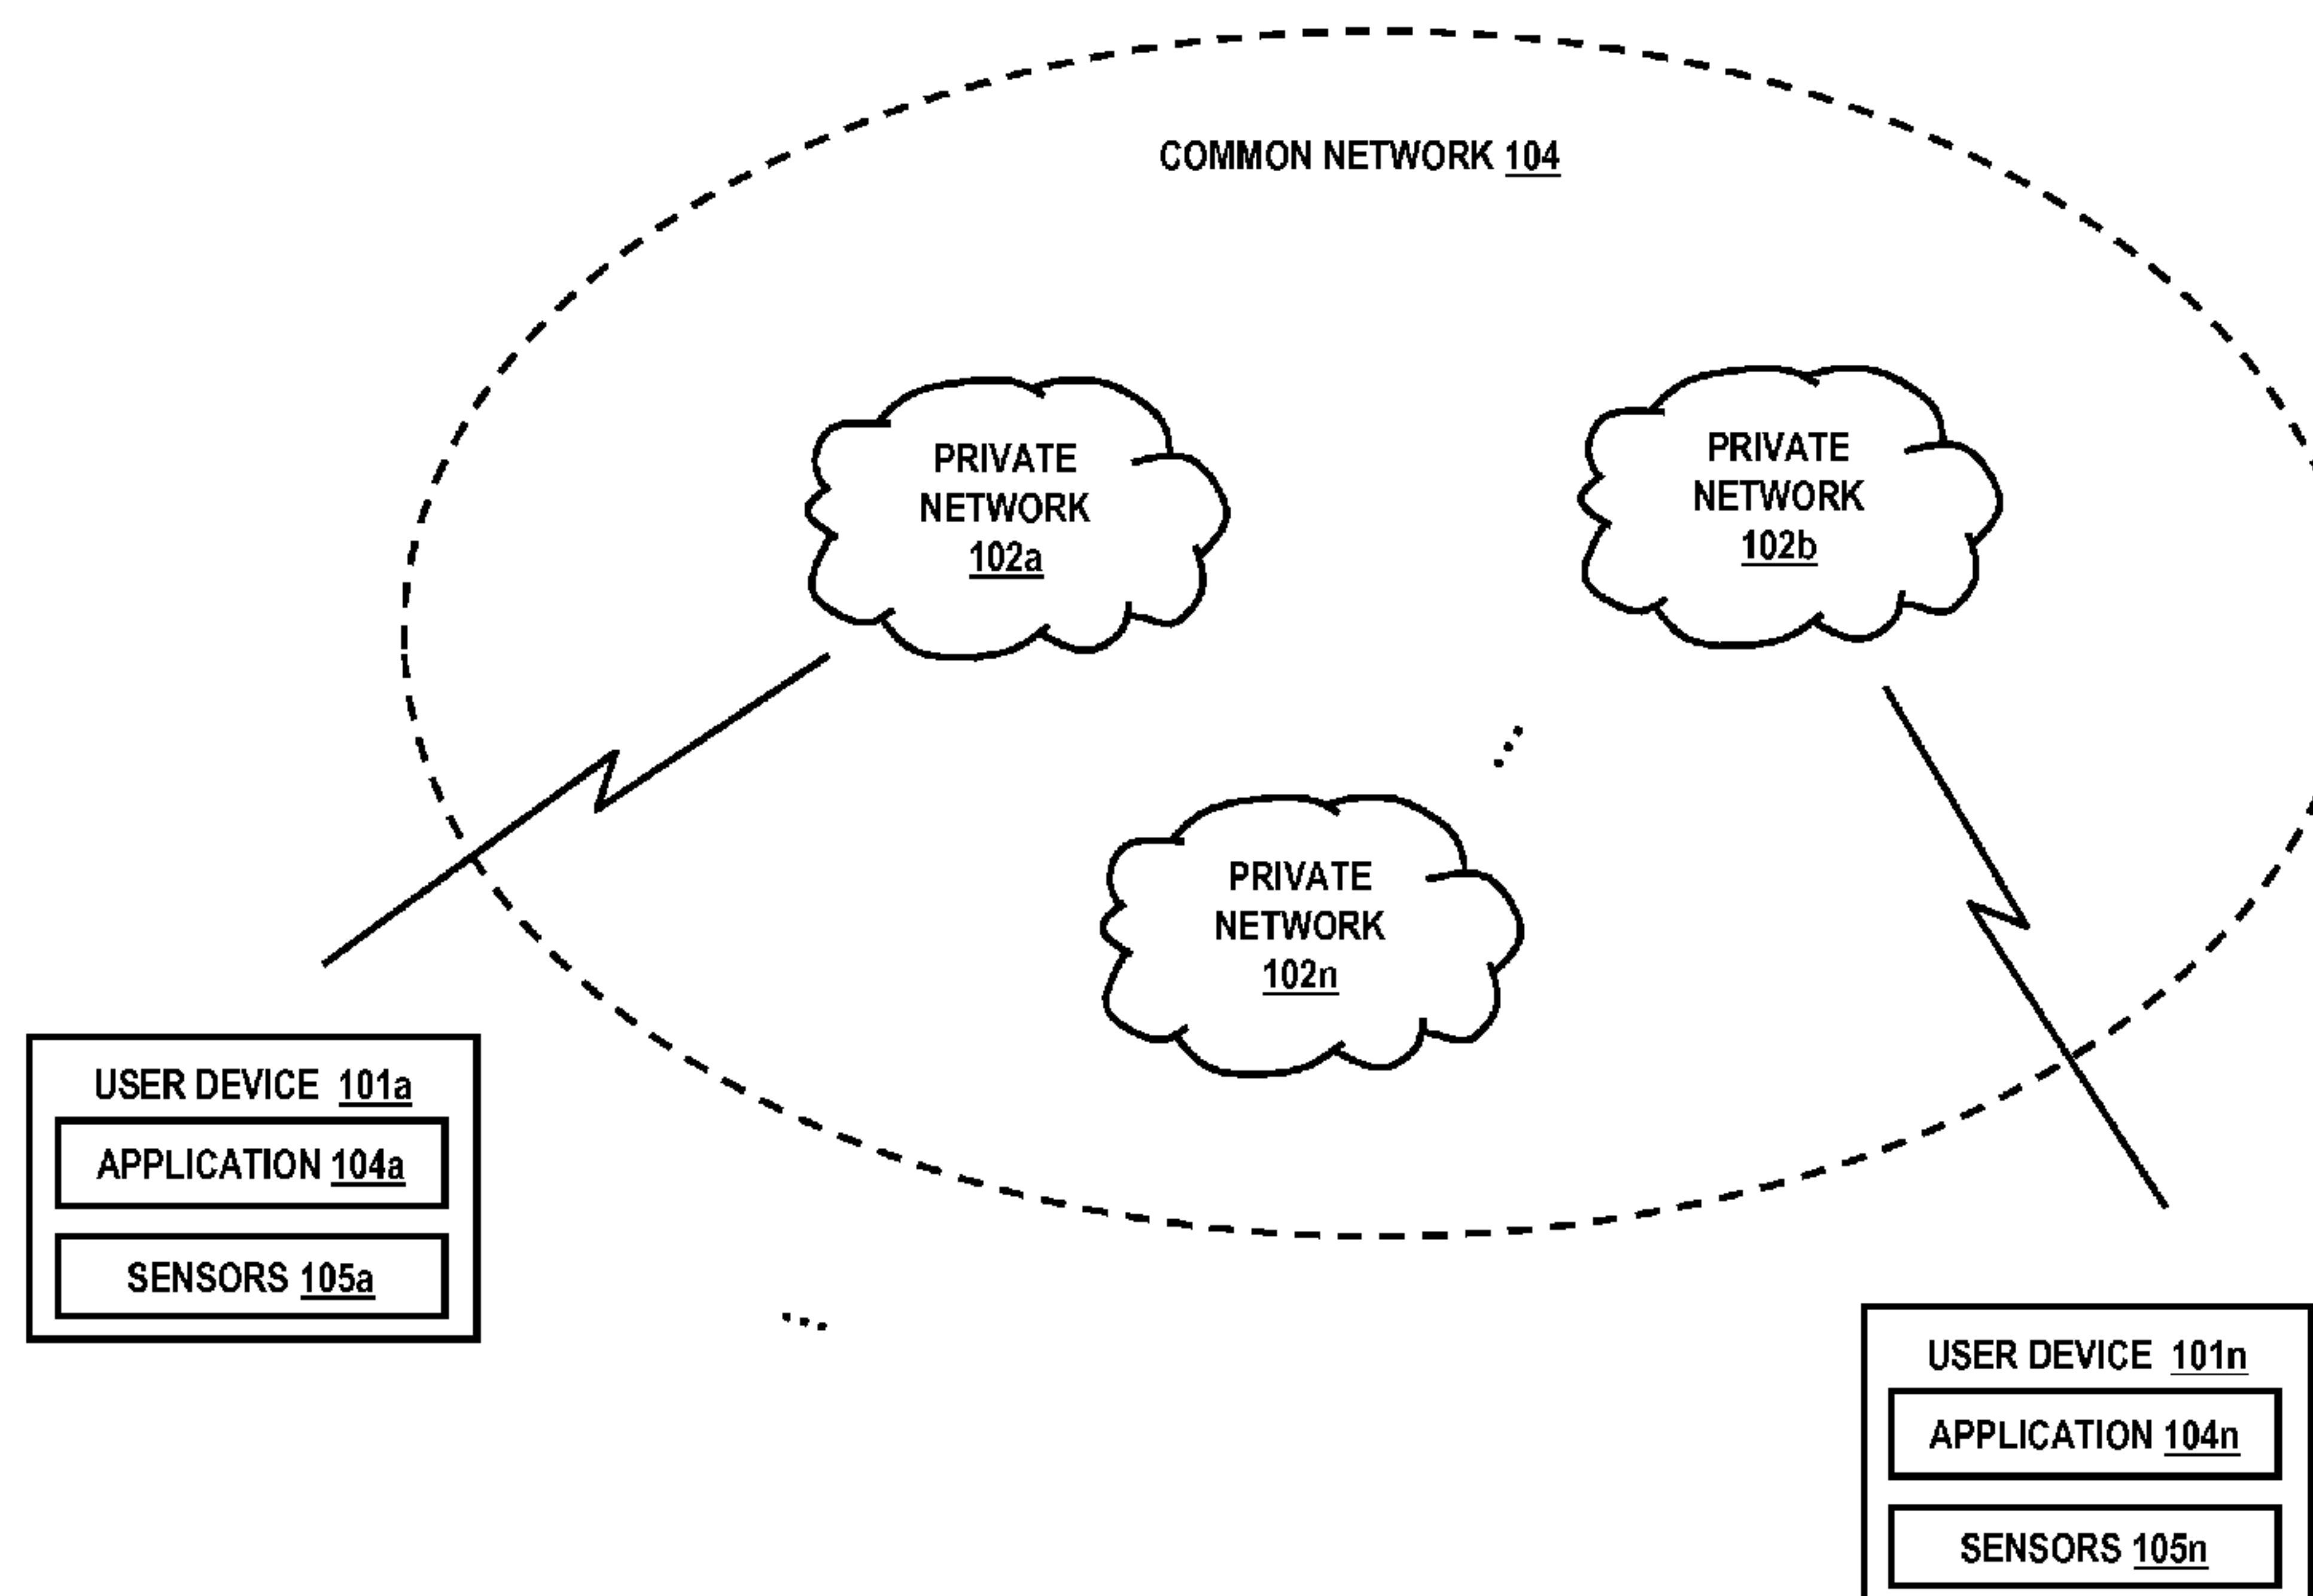 COMMON NETWORK 104
PRIVATE
NETWORK
102a
PRIVATE
NETWORK
102b
PRIVATE
NETWORK
102n
USER DEVICE 101a
APPLICATION 104a
SENSORS 105a
USER DEVICE 101n
APPLICATION 104n
SENSORS 105n